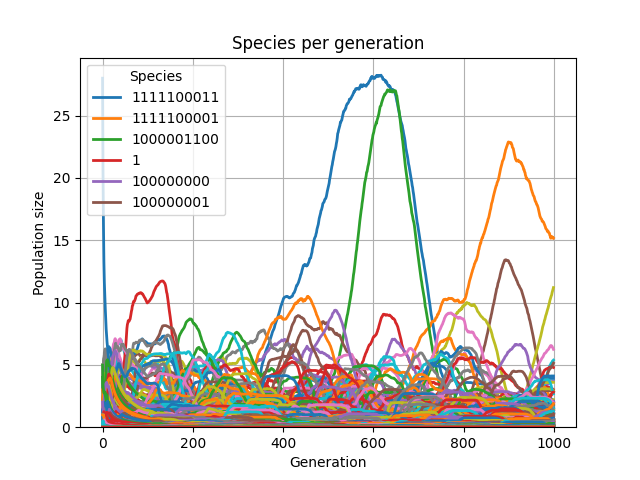 Species per generation
Species
1111100011
1111100001
1000001100
1
100000000
100000001
Population size
25
20
15
10
5
0
0 200 400 600 800 1000
Generation